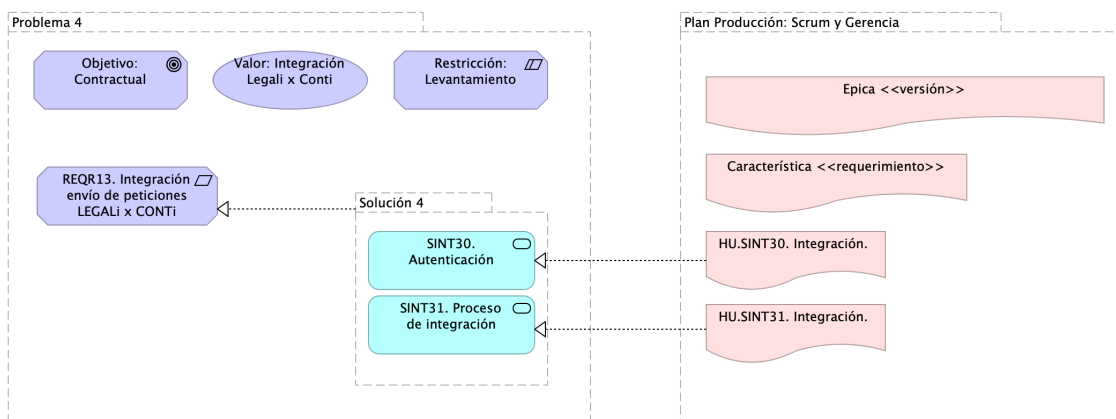 Problema 4
Objetivo:
Contractual
Valor: Integración
Legali x Conti
Restricción:
Levantamiento
REQR13. Integración
envío de peticiones
LEGALi x CONTi
Solución 4
SINT30.
Autenticación
SINT31. Proceso
de integración
Plan Producción: Scrum y Gerencia
Epica <<versión>>
Característica <<requerimiento>>
HU.SINT30. Integración.
HU.SINT31. Integración.